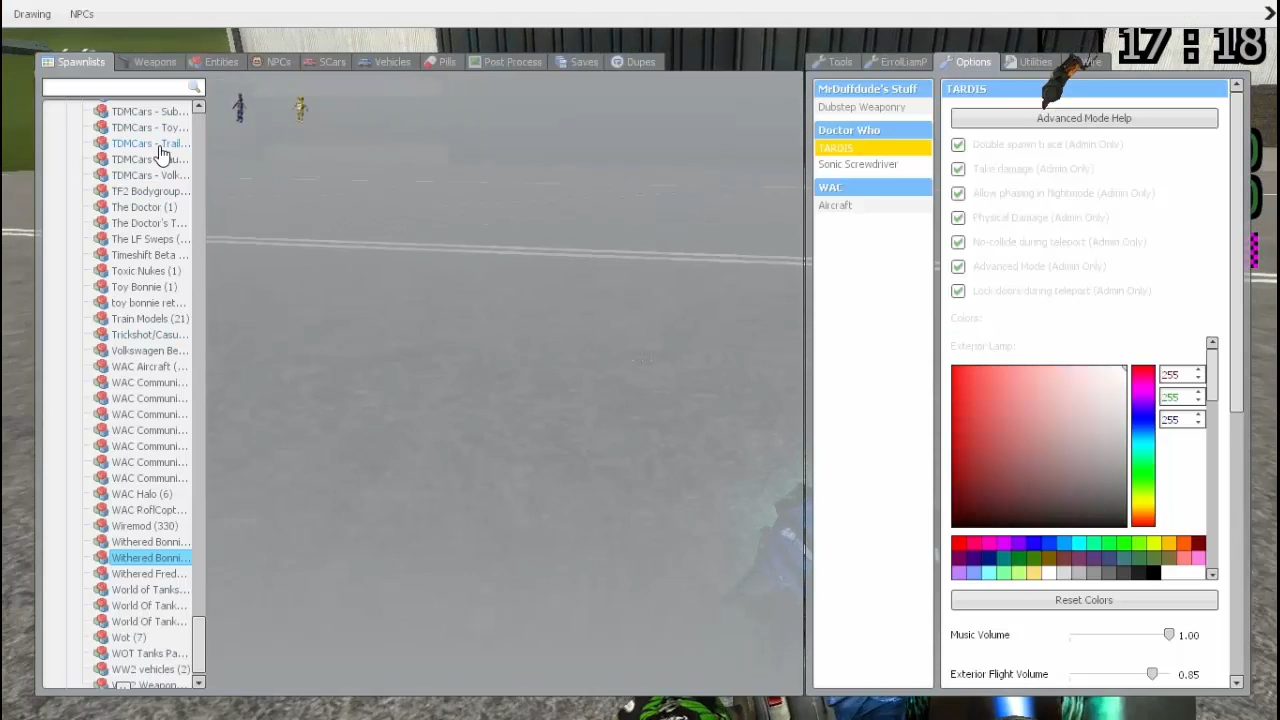 Drawing NPCs
17:18
Spawnlists Weapons Entities NPCs SCars Vehicles Pills Post Process Saves Dupes
Tools ErrolLiamP Options Utilities Wire
TDMCars - Sub...
TDMCars - Toy...
TDMCars - Trail...
TDMCars
TDMCars - Volk...
TF2 Bodygroup...
The Doctor (1)
The Doctor's T...
The LF Sweps (...
Timeshift Beta ...
Toxic Nukes (1)
Toy Bonnie (1)
toy bonnie ret...
Train Models (21)
Trickshot/Casu...
Volkswagen Be...
WAC Aircraft (...
WAC Communi...
WAC Communi...
WAC Communi...
WAC Communi...
WAC Communi...
WAC Communi...
WAC Communi...
WAC Halo (6)
WAC RoflCopt...
Wiremod (330)
Withered Bonni...
Withered Bonni...
Withered Fred...
World of Tanks...
World Of Tank...
World Of Tank...
Wot (7)
WOT Tanks Pa...
WW2 vehicles (2)
MrDuffdude's Stuff
Dubstep Weaponry
Doctor Who
TARDIS
Sonic Screwdriver
WAC
Aircraft
TARDIS
Advanced Mode Help
Double spawn trace (Admin Only)
Take damage (Admin Only)
Allow phasing in flightmode (Admin Only)
Physical Damage (Admin Only)
No-collide during teleport (Admin Only)
Advanced Mode (Admin Only)
Lock doors during teleport (Admin Only)
Colors:
Exterior Lamp:
255
255
255
Reset Colors
Music Volume 1.00
Exterior Flight Volume 0.85